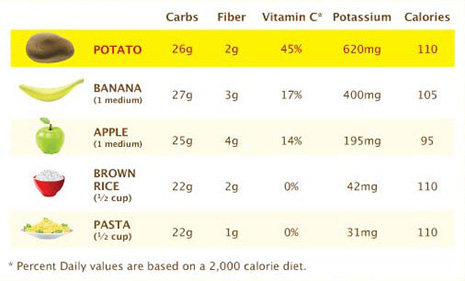 Carbs Fiber Vitamin C* Potassium Calories
POTATO 26g 2g 45% 620mg 110
BANANA
(1 medium) 27g 3g 17% 400mg 105
APPLE
(1 medium) 25g 4g 14% 195mg 95
BROWN
RICE
(½ cup) 22g 2g 0% 42mg 110
PASTA
(½ cup) 22g 1g 0% 31mg 110
* Percent Daily values are based on a 2,000 calorie diet.